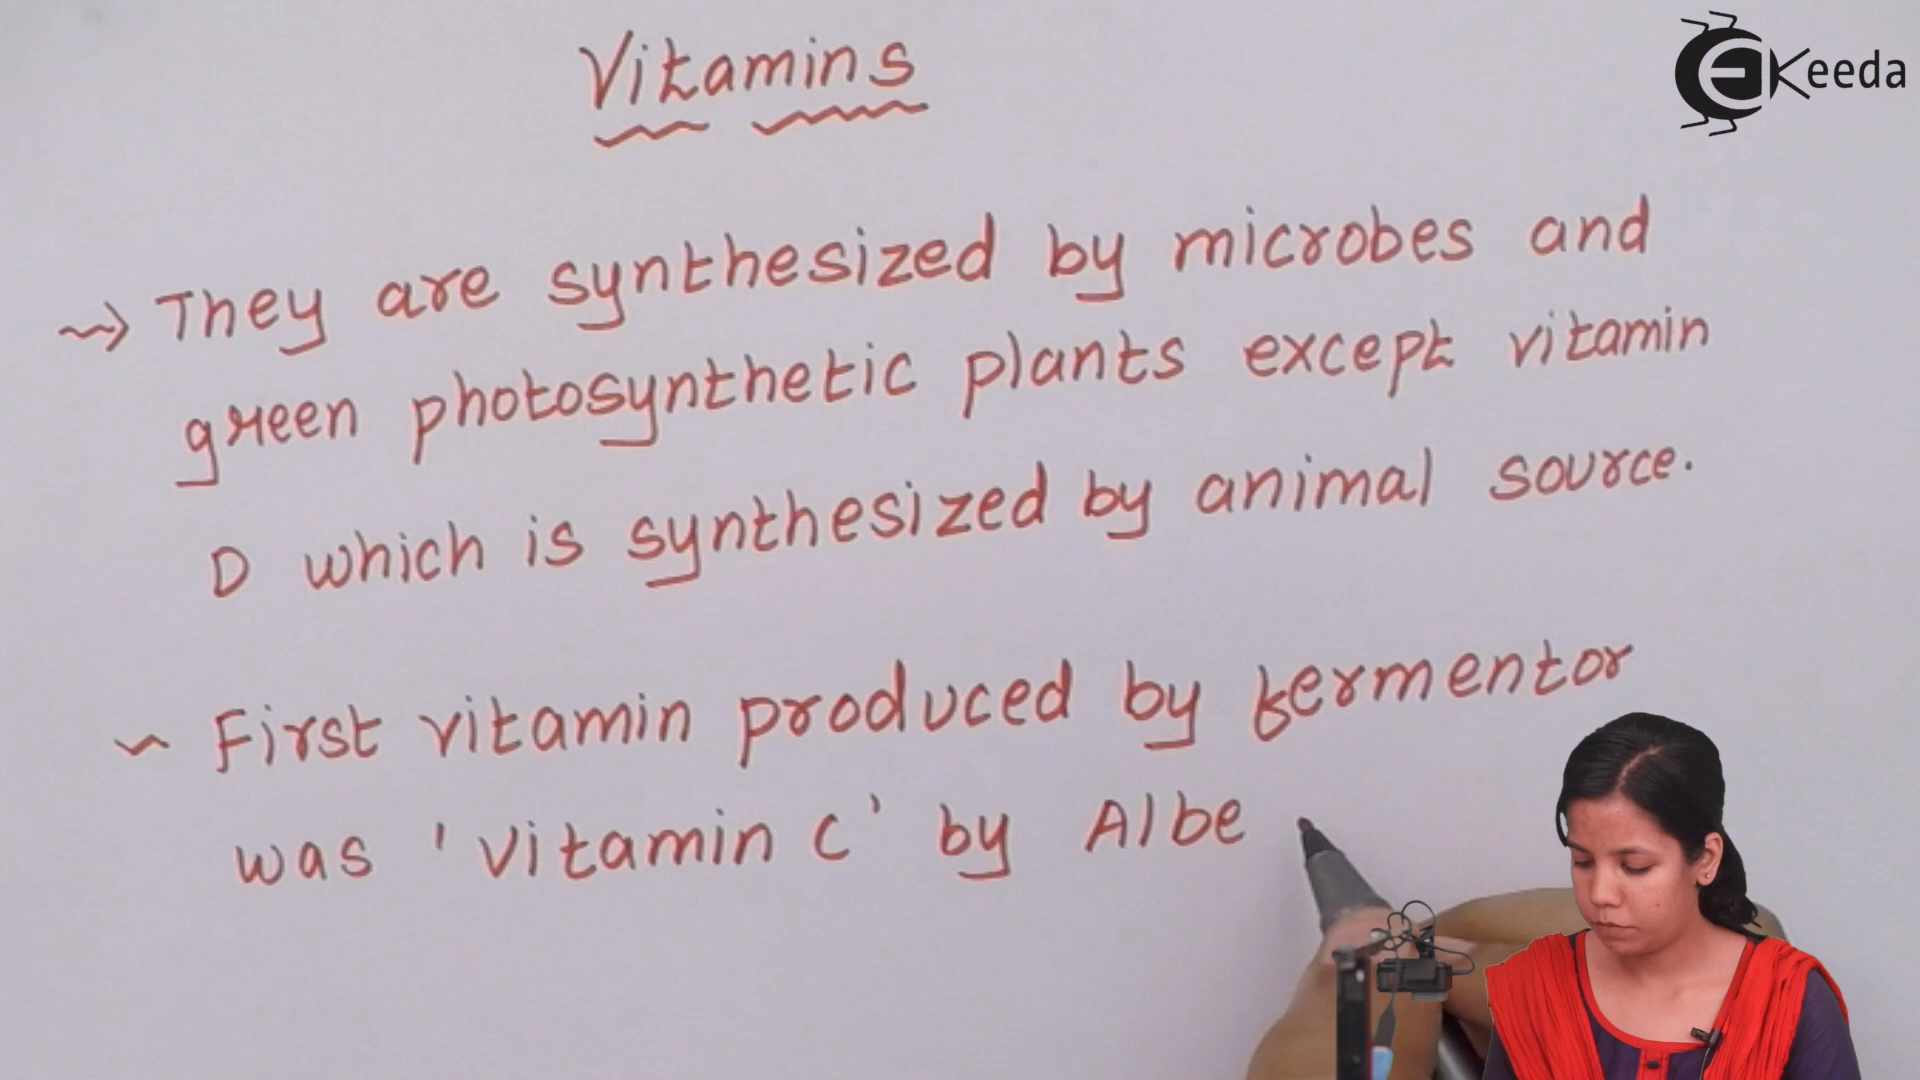 Vitamins
EKeeda
They are synthesized by microbes and
green photosynthetic plants except vitamin
D which is synthesized by animal source.
First vitamin produced by fermentor
was 'vitamin C' by Albe